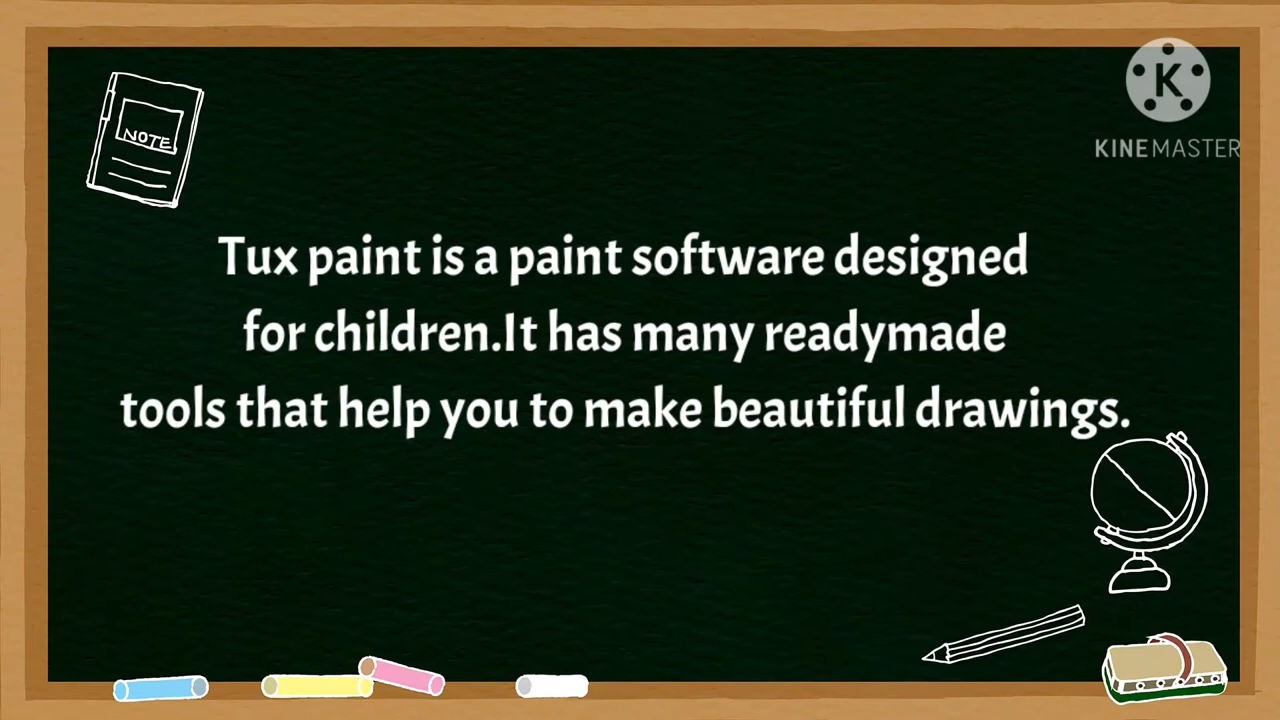 NOTE
K
KINEMASTER
Tux paint is a paint software designed
for children.It has many readymade
tools that help you to make beautiful drawings.